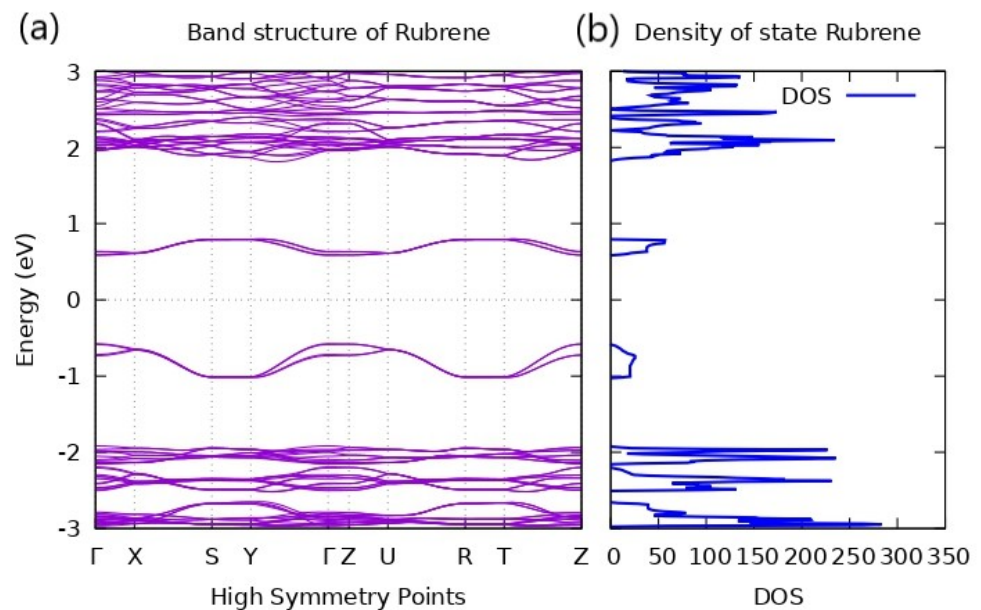 (a)
Band structure of Rubrene
3
2
1
0
-1
-2
-3
Energy (eV)
Γ X S Y Γ Z U R T Z
High Symmetry Points
(b)
Density of state Rubrene
DOS
0 50 100 150 200 250 300 350
DOS